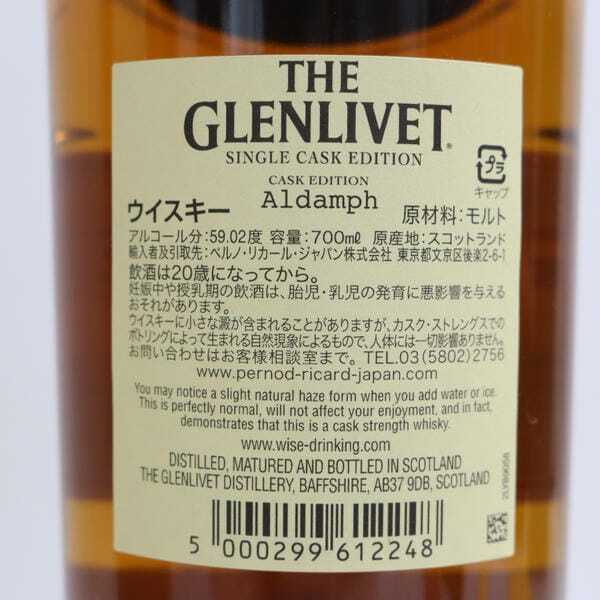 THE
GLENLIVET®
SINGLE CASK EDITION
CASK EDITION
Aldamph
プラ
キャップ
ウイスキー 原材料:モルト
アルコール分:59.02度 容量:700mℓ 原産地:スコットランド
輸入者及引取先:ペルノ・リカール・ジャパン株式会社 東京都文京区後楽2-6-1
飲酒は20歳になってから。
妊娠中や授乳期の飲酒は、胎児・乳児の発育に悪影響を与える
おそれがあります。
ウイスキーに小さな澱が含まれることがありますが、カスク・ストレングスでの
ボトリングによって生まれる自然現象によるもので、人体には一切影響ありません。
お問い合わせはお客様相談室まで。TEL.03(5802)2756
www.pernod-ricard-japan.com
You may notice a slight natural haze form when you add water or ice.
This is perfectly normal, will not affect your enjoyment, and in fact,
demonstrates that this is a cask strength whisky.
www.wise-drinking.com
DISTILLED, MATURED AND BOTTLED IN SCOTLAND
THE GLENLIVET DISTILLERY, BAFFSHIRE, AB37 9DB, SCOTLAND
5 000299 612248